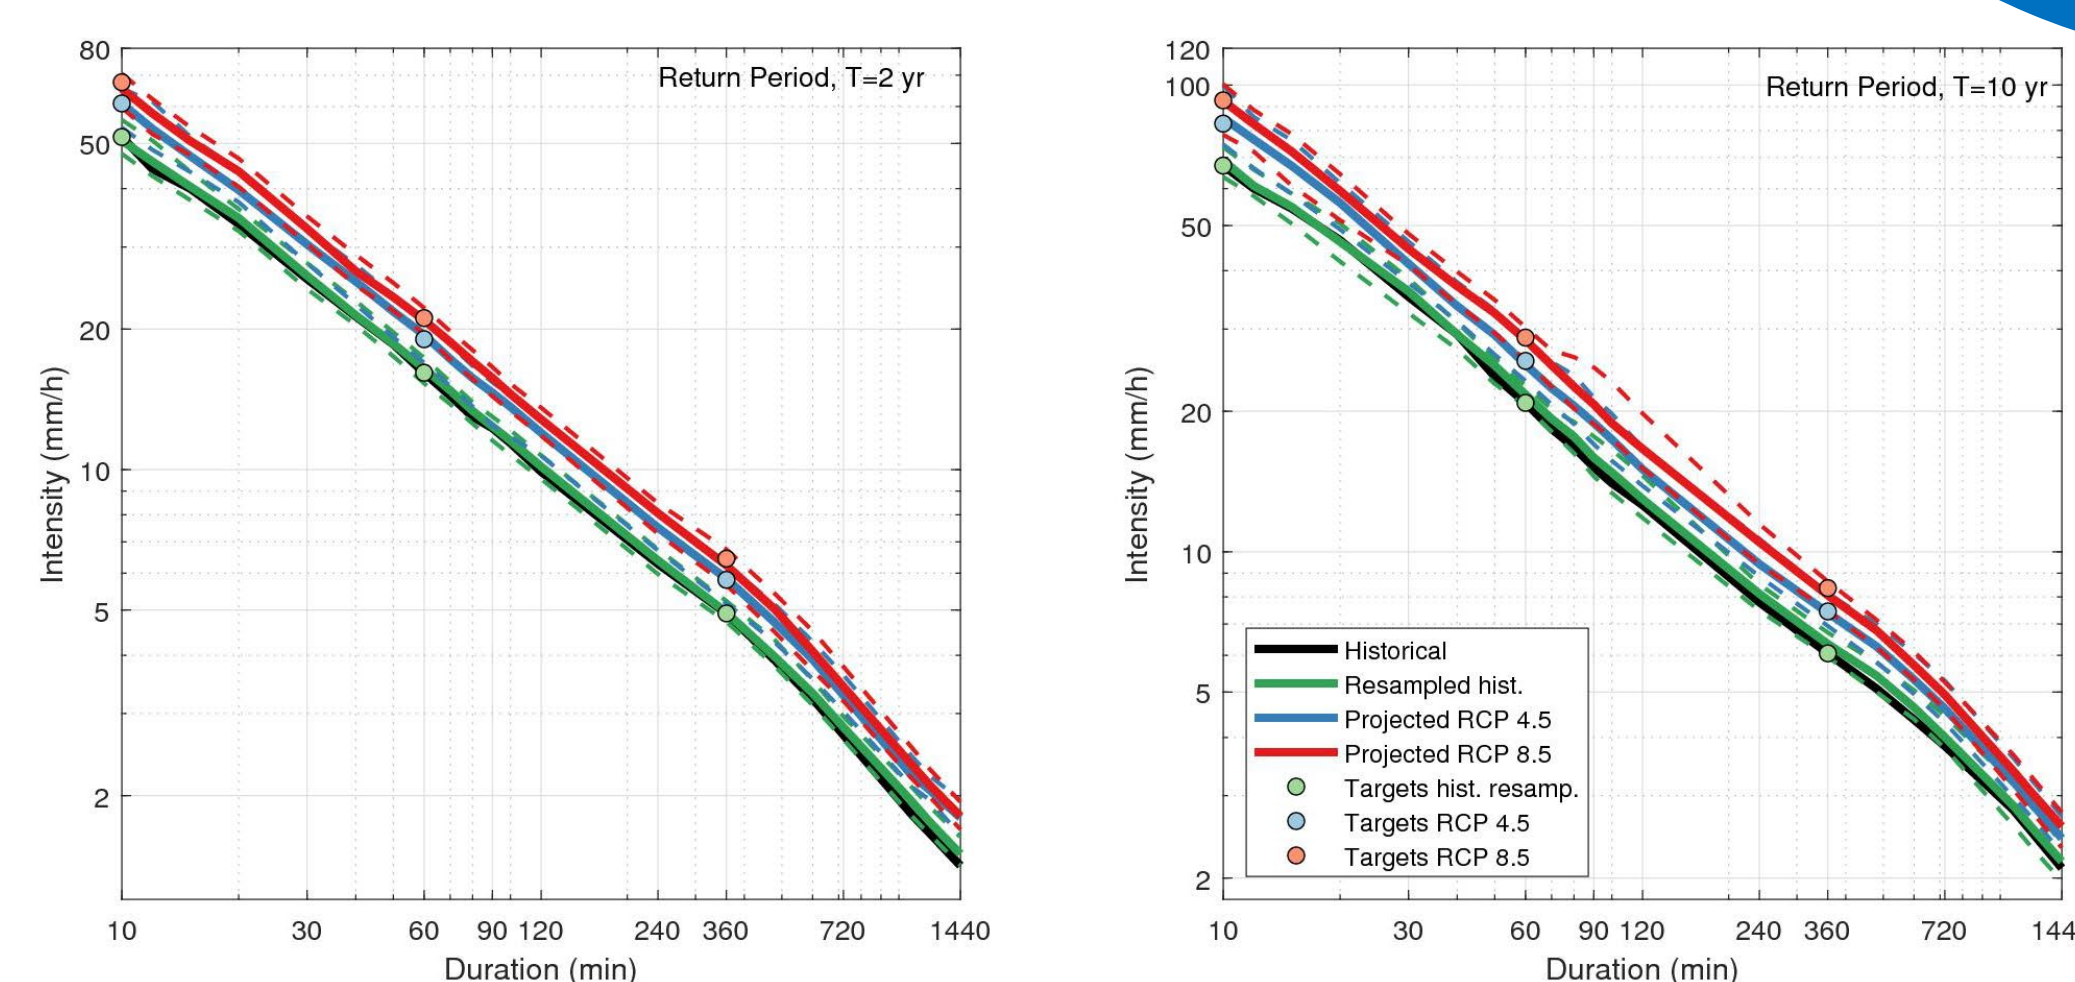 Return Period, T=2 yr
80
50
20
10
5
2
Intensity (mm/h)
10 30 60 90 120 240 360 720 1440
Duration (min)
Return Period, T=10 yr
120
100
50
20
10
5
2
Intensity (mm/h)
Historical
Resampled hist.
Projected RCP 4.5
Projected RCP 8.5
Targets hist. resamp.
Targets RCP 4.5
Targets RCP 8.5
10 30 60 90 120 240 360 720 144
Duration (min)